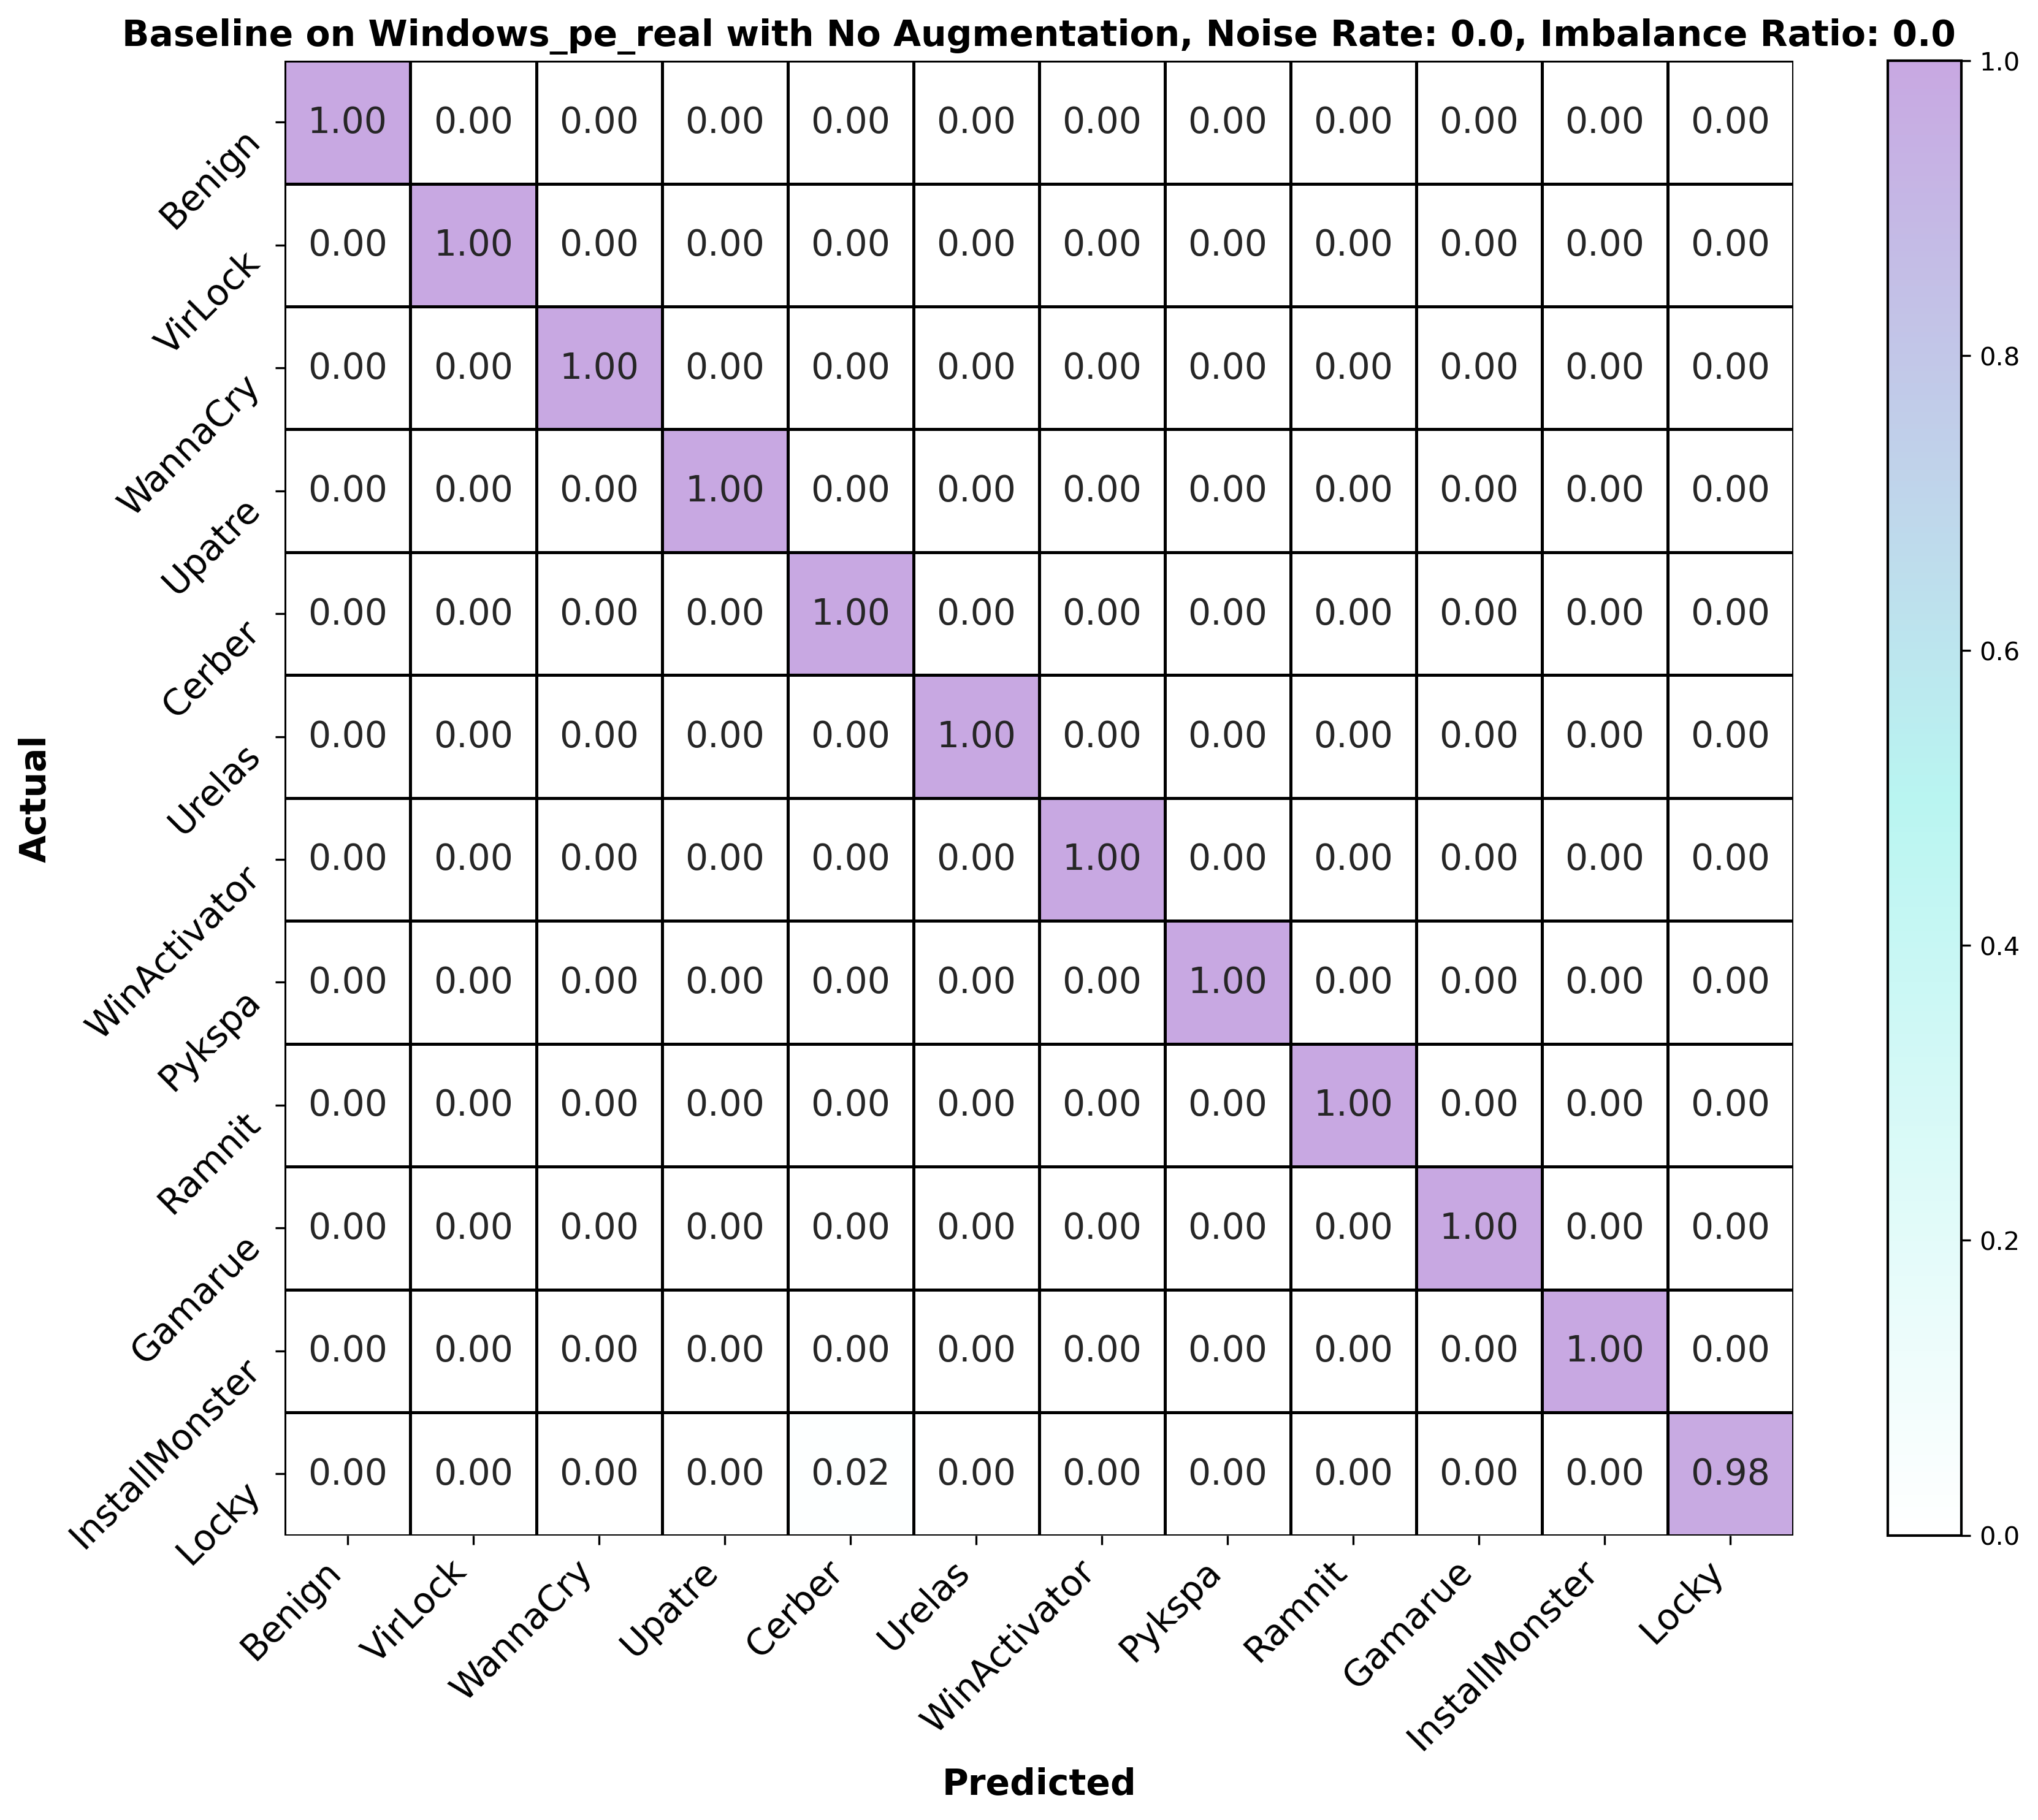 Baseline on Windows_pe_real with No Augmentation, Noise Rate: 0.0, Imbalance Ratio: 0.0
Actual
Benign 1.00 0.00 0.00 0.00 0.00 0.00 0.00 0.00 0.00 0.00 0.00 0.00
VirLock 0.00 1.00 0.00 0.00 0.00 0.00 0.00 0.00 0.00 0.00 0.00 0.00
WannaCry 0.00 0.00 1.00 0.00 0.00 0.00 0.00 0.00 0.00 0.00 0.00 0.00
Upatre 0.00 0.00 0.00 1.00 0.00 0.00 0.00 0.00 0.00 0.00 0.00 0.00
Cerber 0.00 0.00 0.00 0.00 1.00 0.00 0.00 0.00 0.00 0.00 0.00 0.00
Urelas 0.00 0.00 0.00 0.00 0.00 1.00 0.00 0.00 0.00 0.00 0.00 0.00
WinActivator 0.00 0.00 0.00 0.00 0.00 0.00 1.00 0.00 0.00 0.00 0.00 0.00
Pykspa 0.00 0.00 0.00 0.00 0.00 0.00 0.00 1.00 0.00 0.00 0.00 0.00
Ramnit 0.00 0.00 0.00 0.00 0.00 0.00 0.00 0.00 1.00 0.00 0.00 0.00
Gamarue 0.00 0.00 0.00 0.00 0.00 0.00 0.00 0.00 0.00 1.00 0.00 0.00
InstallMonster 0.00 0.00 0.00 0.00 0.00 0.00 0.00 0.00 0.00 0.00 1.00 0.00
Locky 0.00 0.00 0.00 0.00 0.02 0.00 0.00 0.00 0.00 0.00 0.00 0.98
Benign VirLock WannaCry Upatre Cerber Urelas WinActivator Pykspa Ramnit Gamarue InstallMonster Locky
Predicted
1.0
0.8
0.6
0.4
0.2
0.0